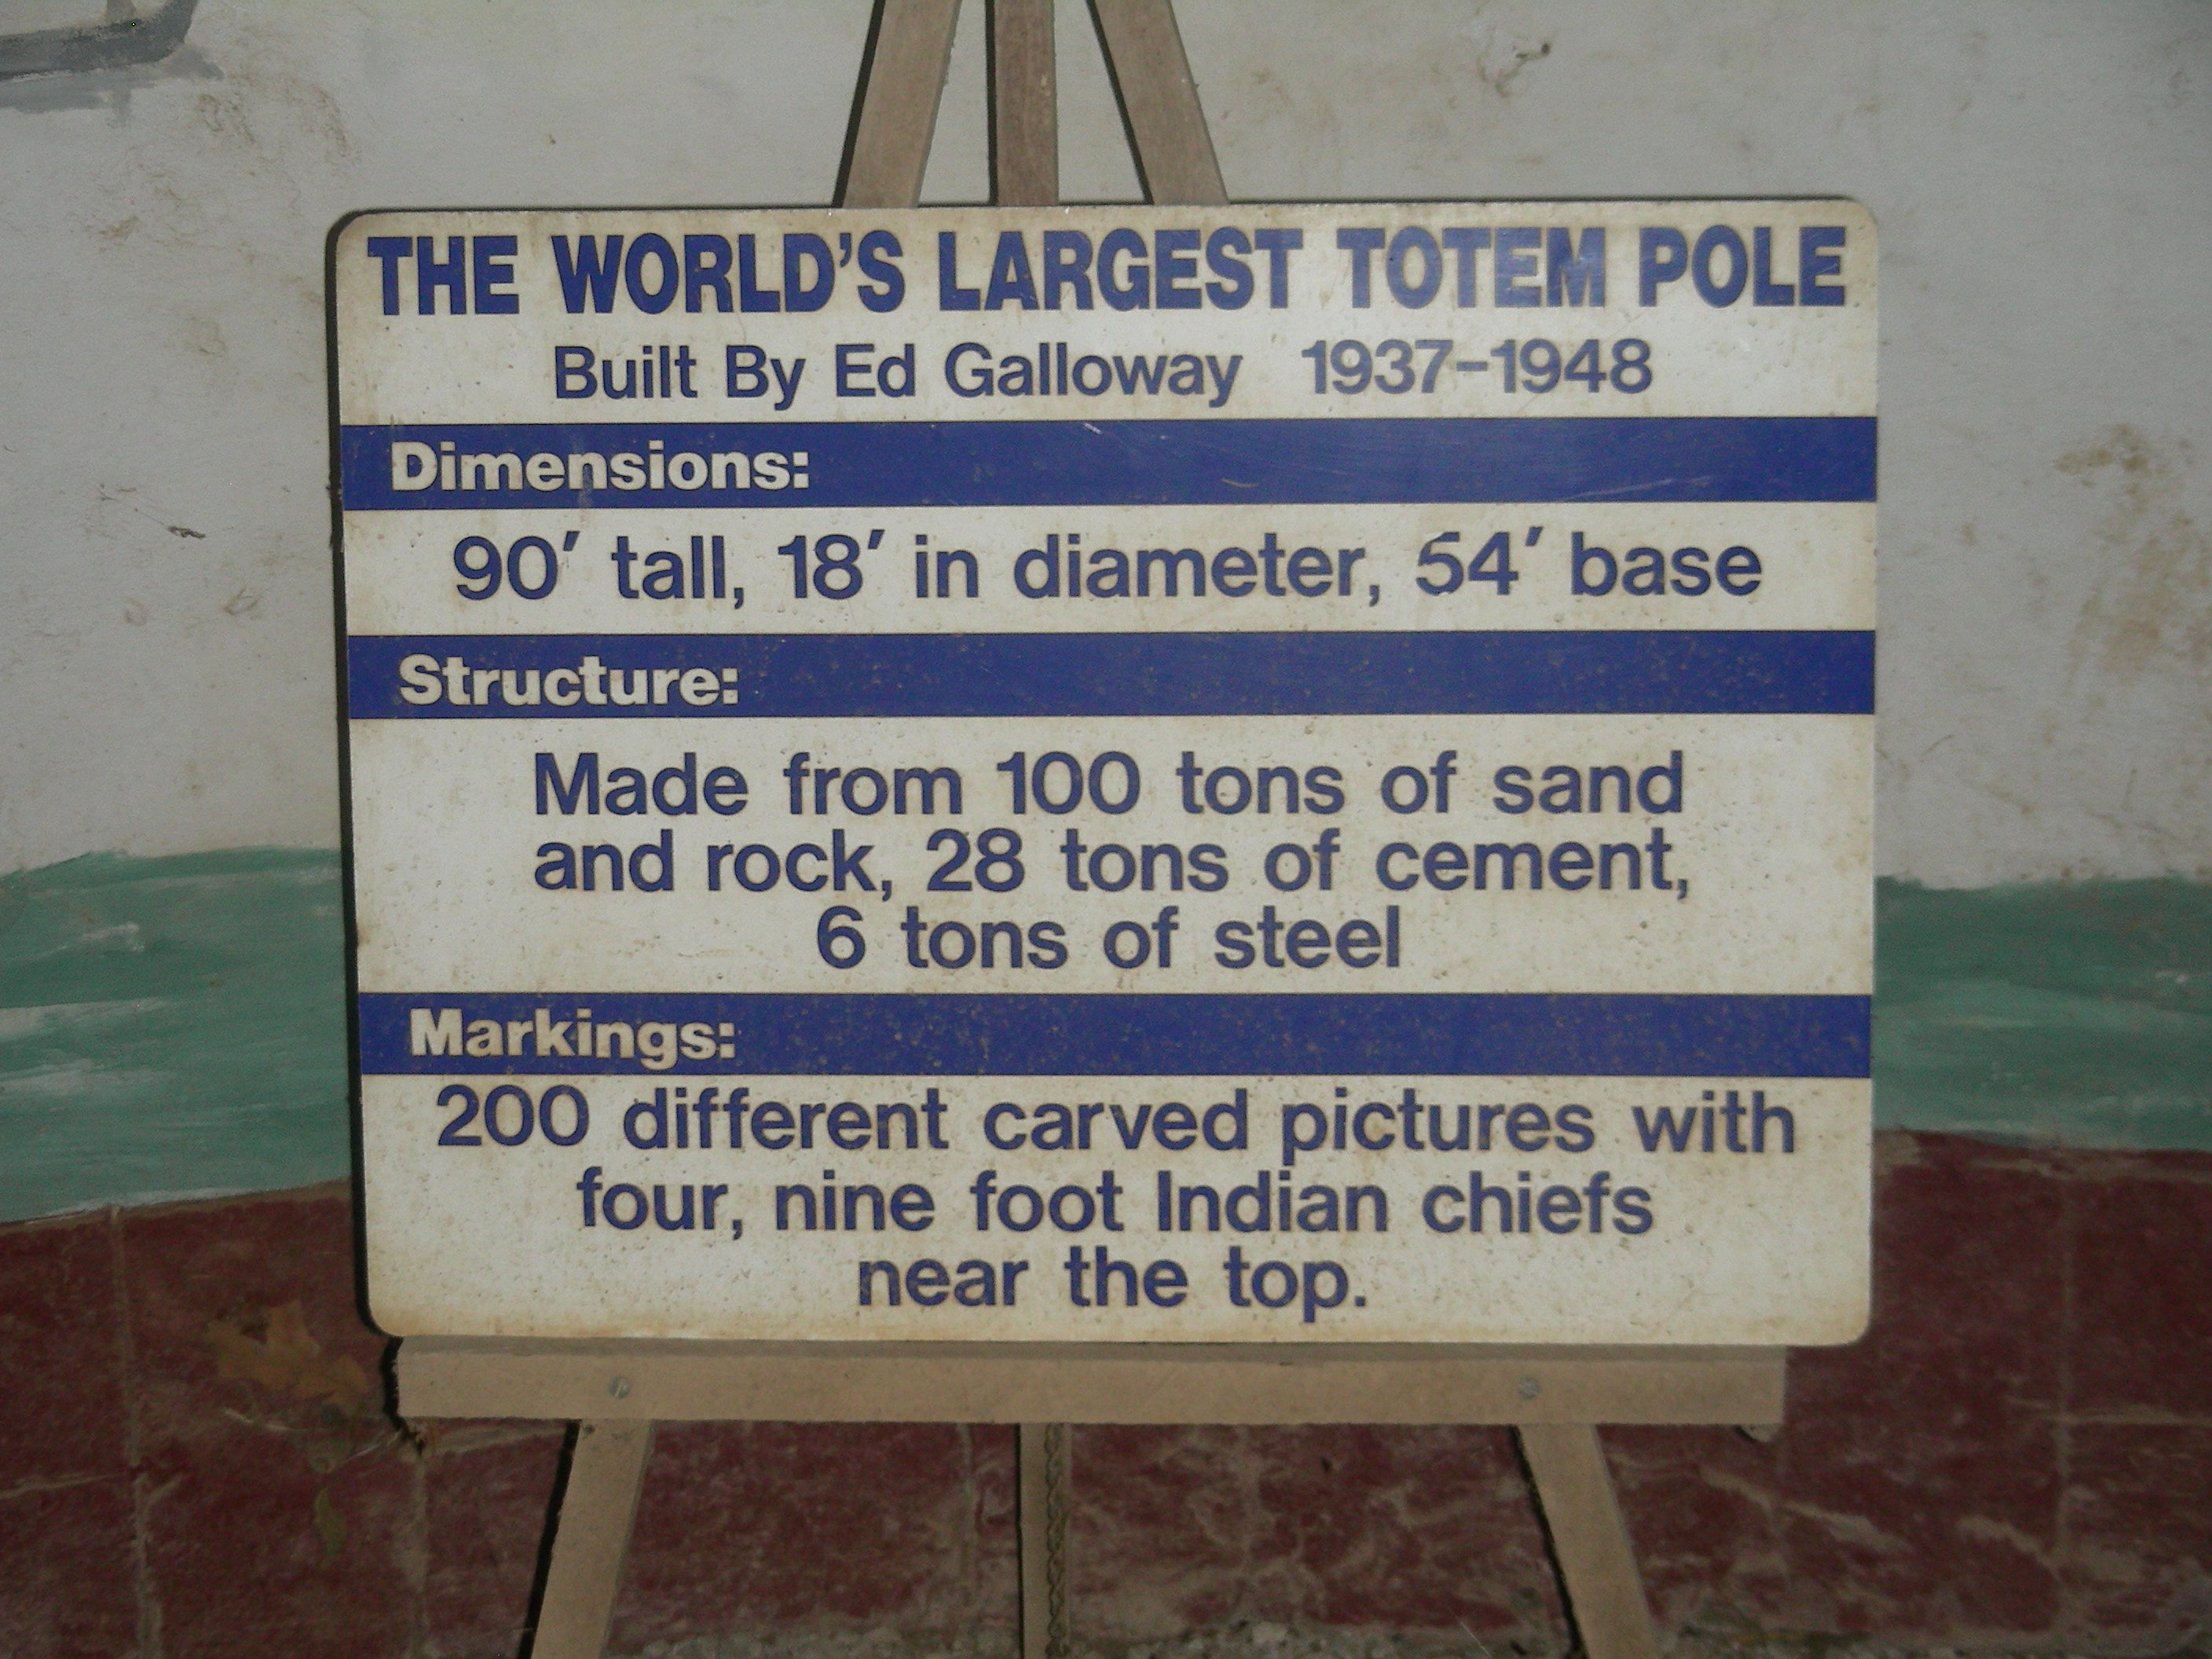 THE WORLD'S LARGEST TOTEM POLE
Built By Ed Galloway 1937-1948
Dimensions:
90′ tall, 18′ in diameter, 54′ base
Structure:
Made from 100 tons of sand
and rock, 28 tons of cement,
6 tons of steel
Markings:
200 different carved pictures with
four, nine foot Indian chiefs
near the top.